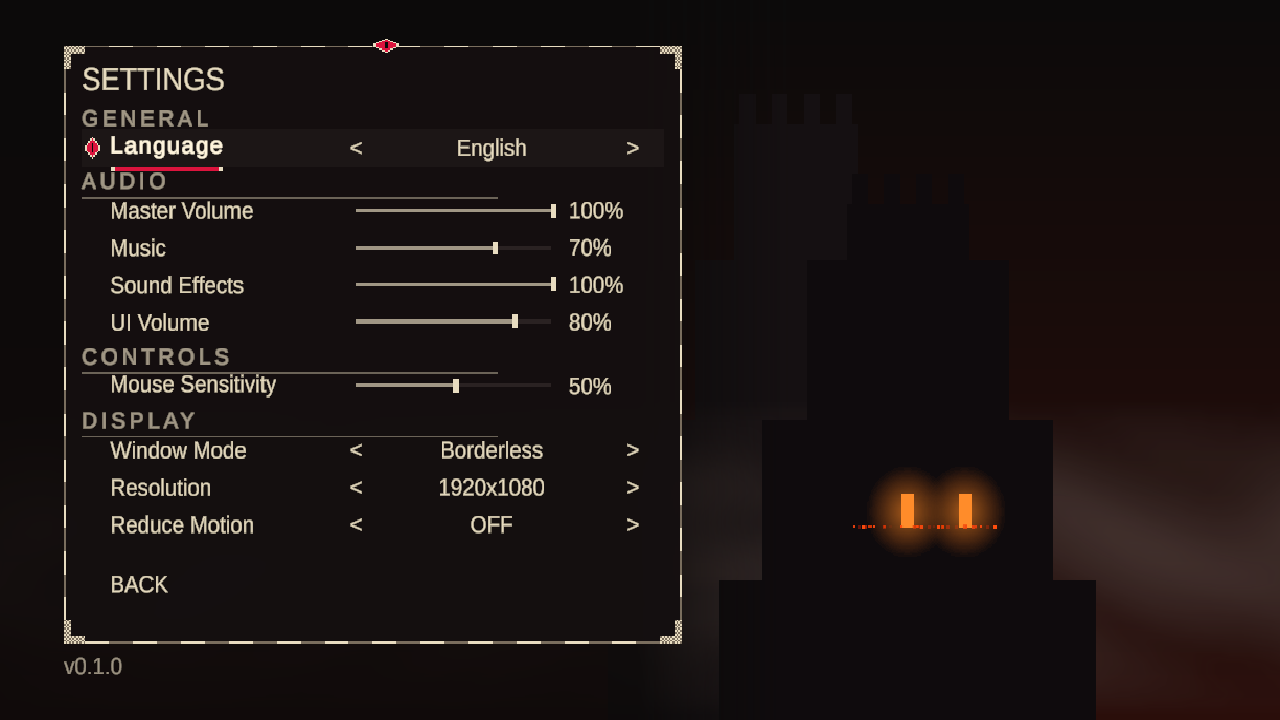 SETTINGS
GENERAL
Language < English >
AUDIO
Master Volume 100%
Music 70%
Sound Effects 100%
UI Volume 80%
CONTROLS
Mouse Sensitivity 50%
DISPLAY
Window Mode < Borderless >
Resolution < 1920x1080 >
Reduce Motion < OFF >
BACK
v0.1.0